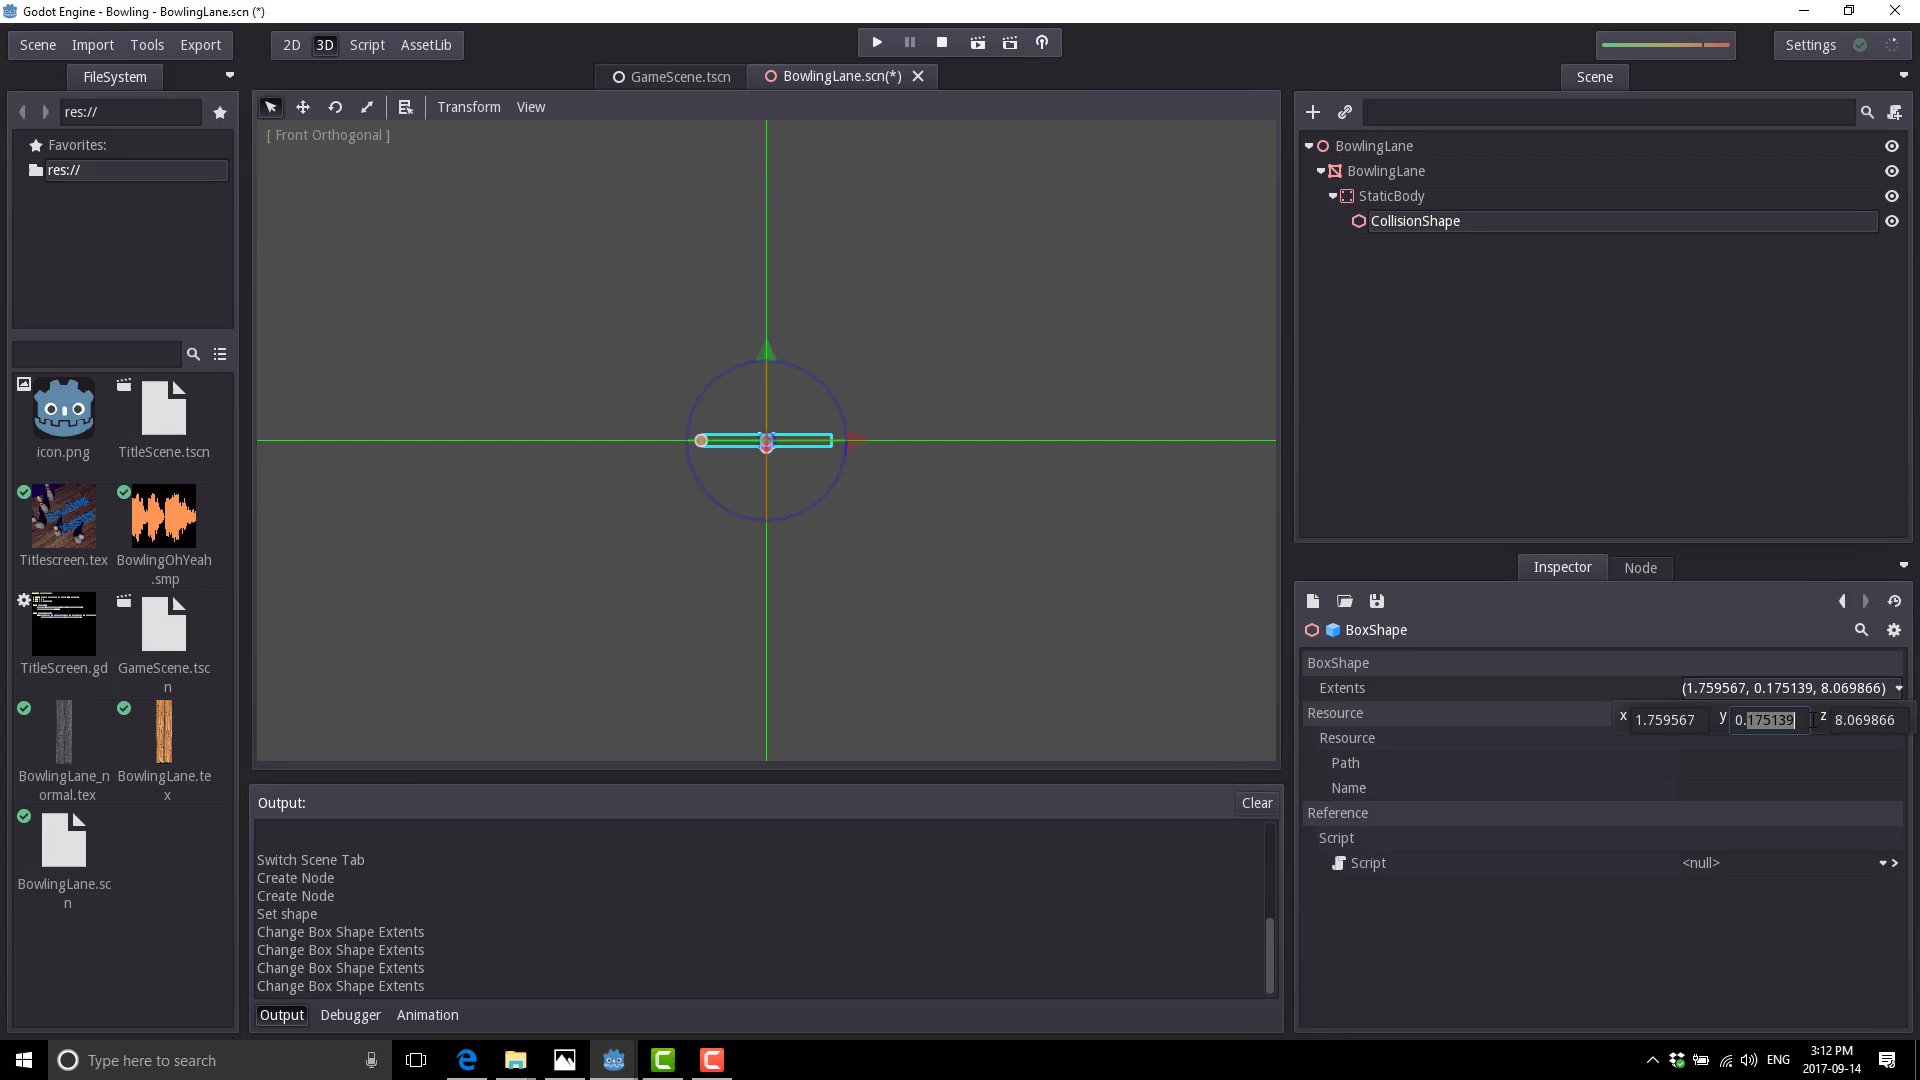 Godot Engine - Bowling - BowlingLane.scn (*)
Scene Import Tools Export
2D 3D Script AssetLib
Settings
FileSystem
GameScene.tscn
BowlingLane.scn(*)
Scene
res://
Transform View
[ Front Orthogonal ]
Favorites:
res://
BowlingLane
BowlingLane
StaticBody
CollisionShape
icon.png
TitleScene.tscn
Titlescreen.tex
BowlingOhYeah
.smp
TitleScreen.gd
GameScene.tsc
n
BowlingLane_n
ormal.tex
BowlingLane.te
x
BowlingLane.sc
n
Inspector Node
BoxShape
BoxShape
Extents (1.759567, 0.175139, 8.069866)
x 1.759567 y 0.175139 z 8.069866
Resource
Resource
Path
Name
Reference
Script
Script <null>
Output: Clear
Switch Scene Tab
Create Node
Create Node
Set shape
Change Box Shape Extents
Change Box Shape Extents
Change Box Shape Extents
Change Box Shape Extents
Output Debugger Animation
Type here to search
ENG
3:12 PM
2017-09-14